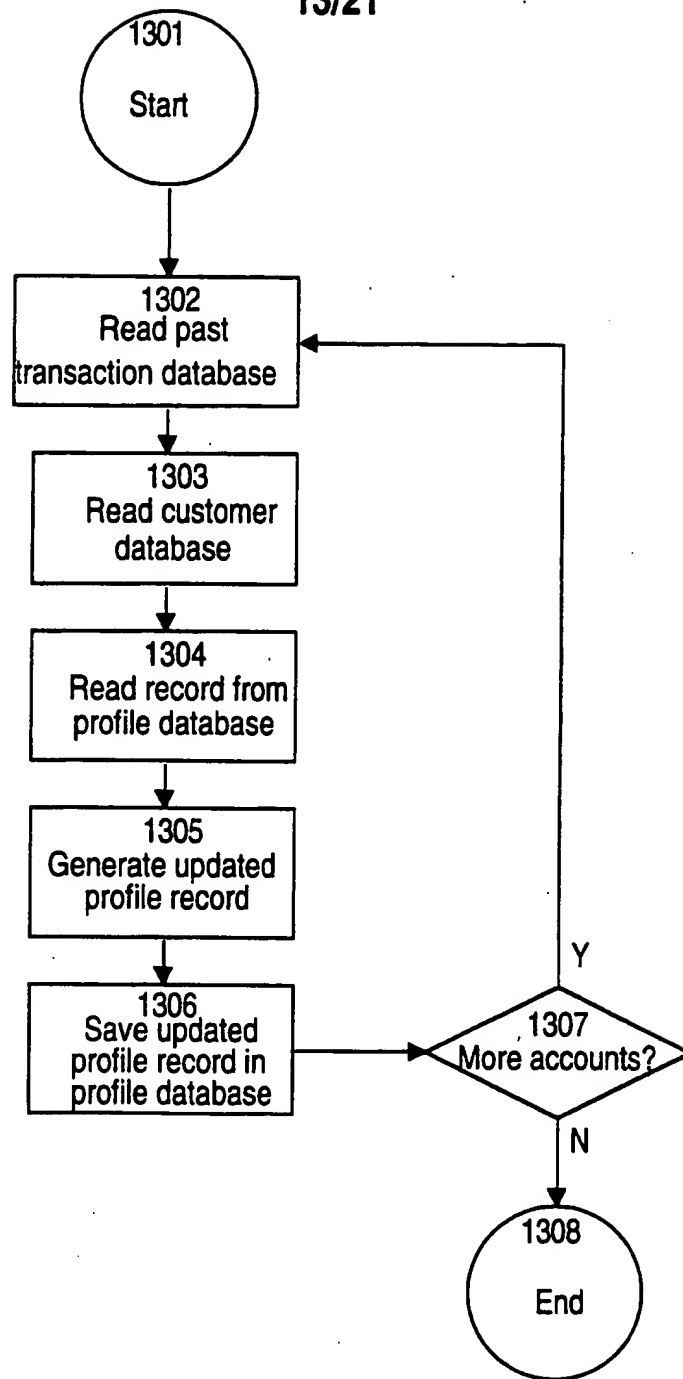 13/21
1301
Start
1302
Read past
transaction database
1303
Read customer
database
1304
Read record from
profile database
1305
Generate updated
profile record
1306
Save updated
profile record in
profile database
Y
1307
More accounts?
N
1308
End